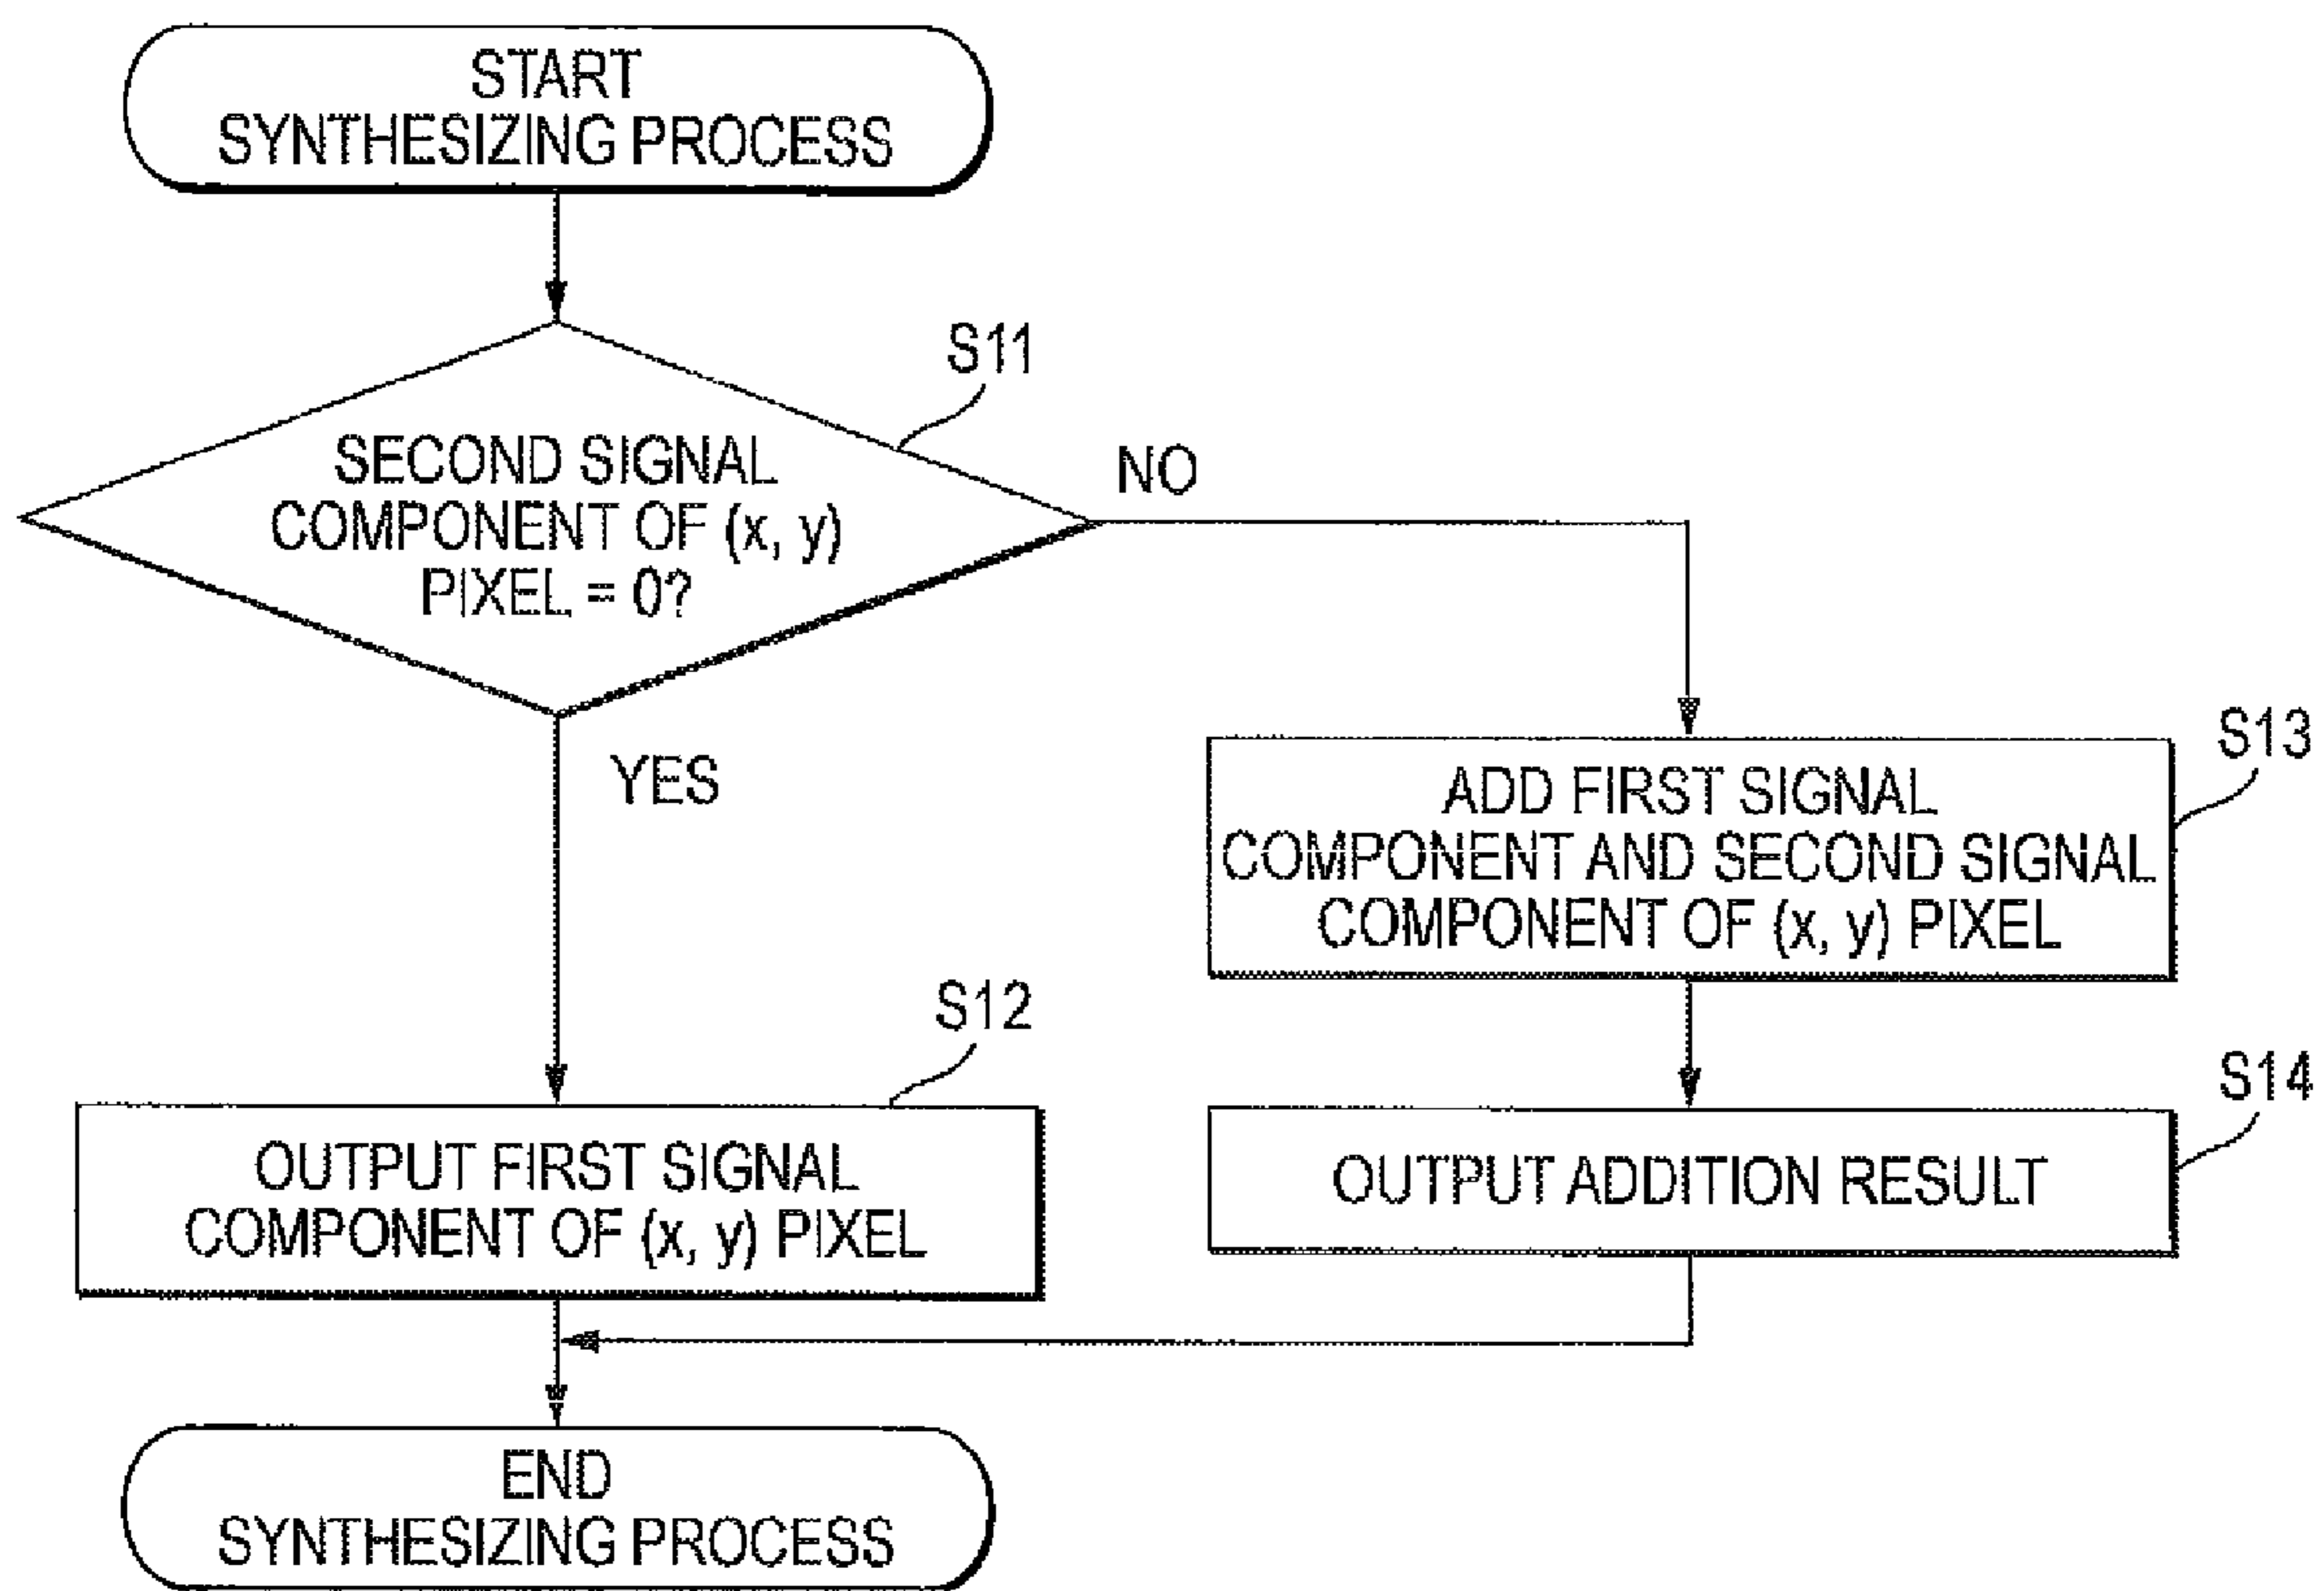 START
SYNTHESIZING PROCESS
S11
SECOND SIGNAL
COMPONENT OF (x, y)
PIXEL = 0?
NO
YES
S13
ADD FIRST SIGNAL
COMPONENT AND SECOND SIGNAL
COMPONENT OF (x, y) PIXEL
S12
OUTPUT FIRST SIGNAL
COMPONENT OF (x, y) PIXEL
S14
OUTPUT ADDITION RESULT
END
SYNTHESIZING PROCESS